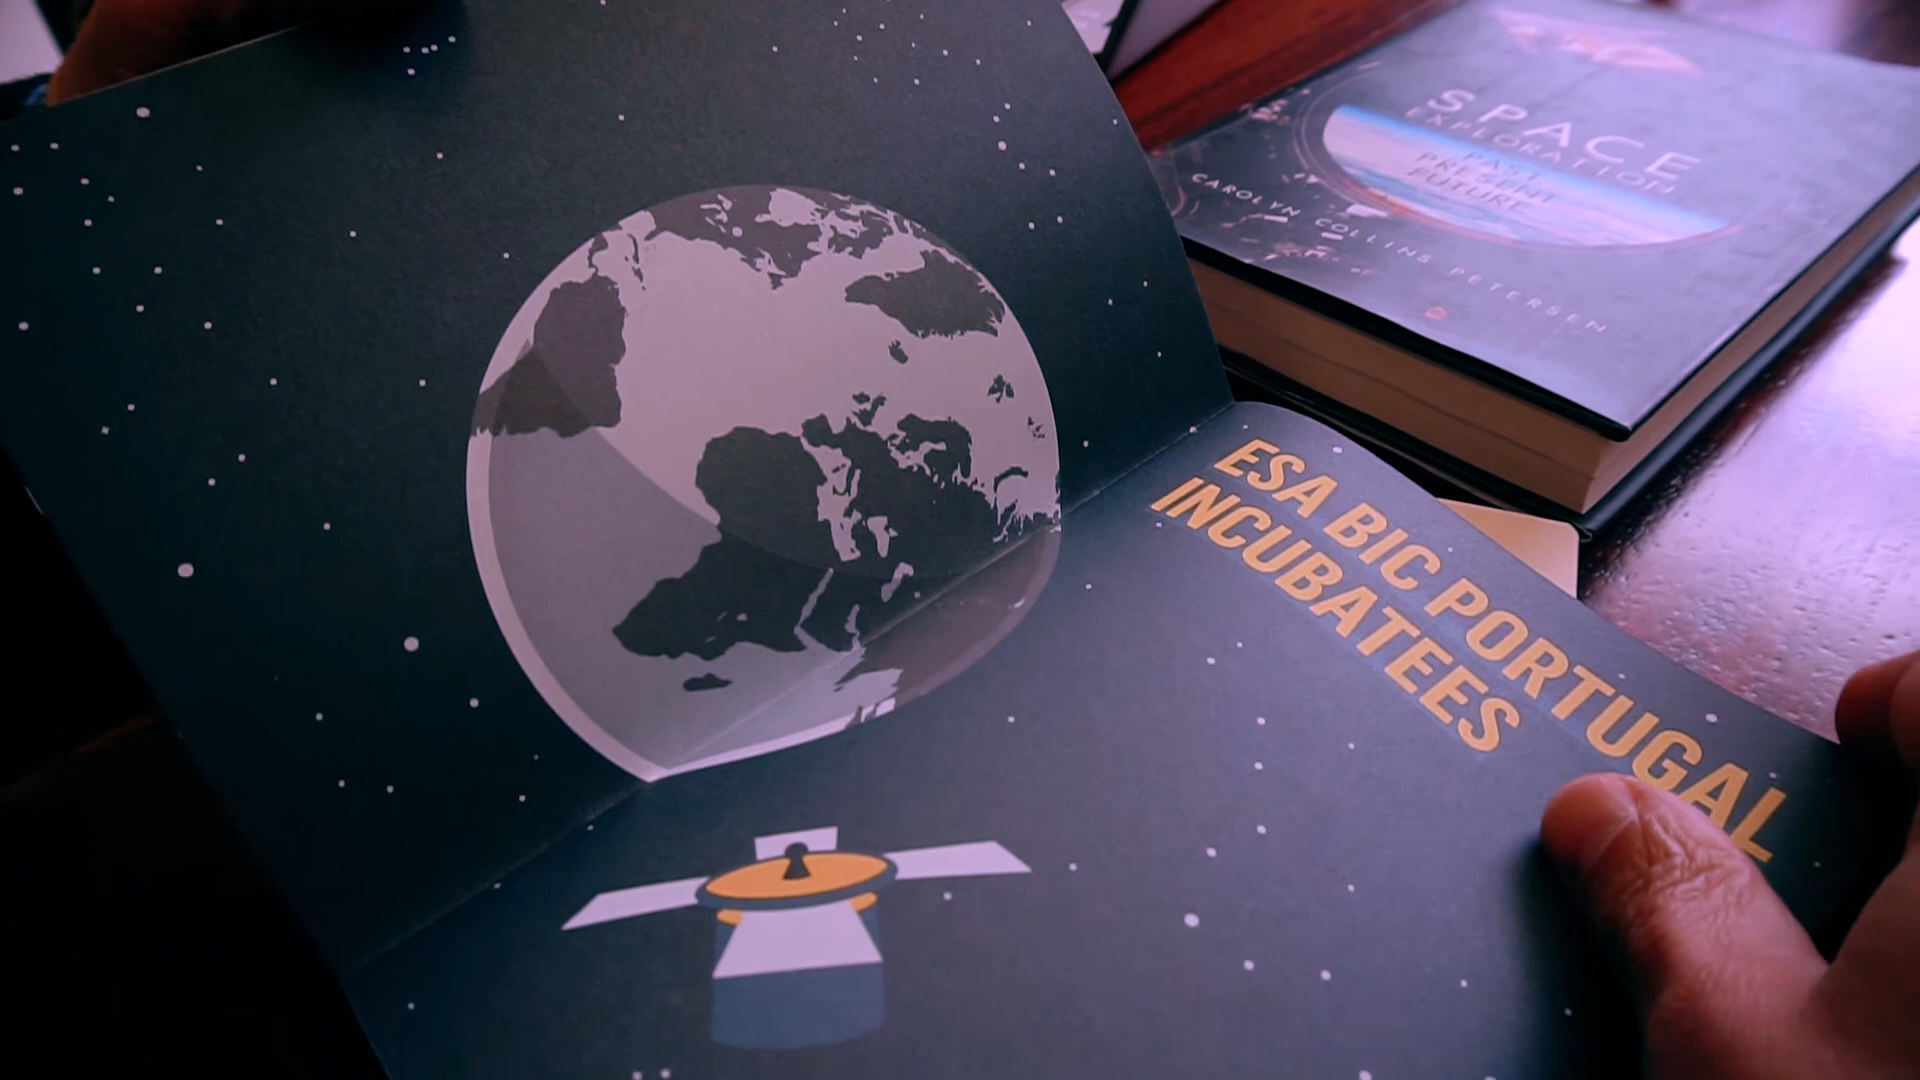 ESA BIC PORTUGAL
INCUBATEES
SPACE
EXPLORATION
PAST
PRESENT
FUTURE
CAROLYN COLLINS PETERSEN